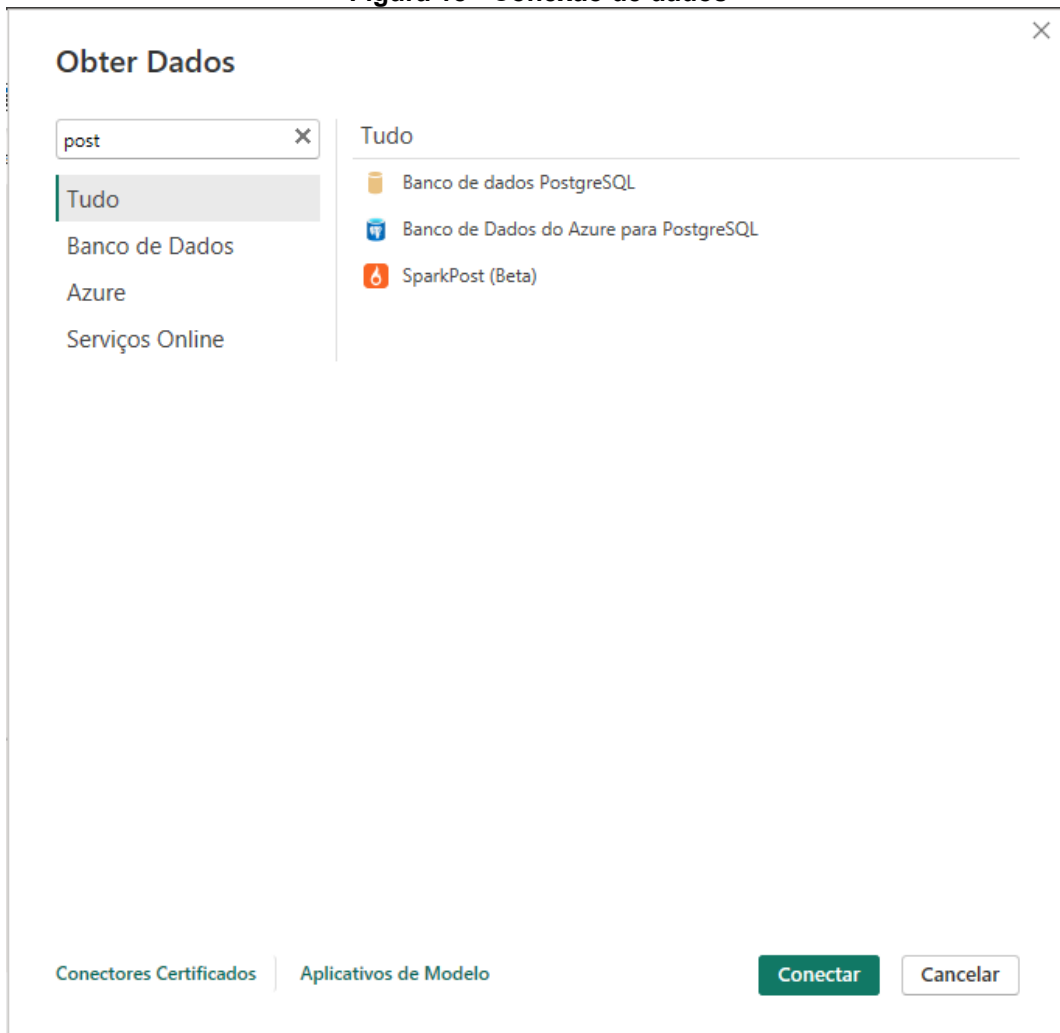 Obter Dados
post
Tudo
Banco de Dados
Azure
Serviços Online
Tudo
Banco de dados PostgreSQL
Banco de Dados do Azure para PostgreSQL
SparkPost (Beta)
Conectores Certificados
Aplicativos de Modelo
Conectar
Cancelar